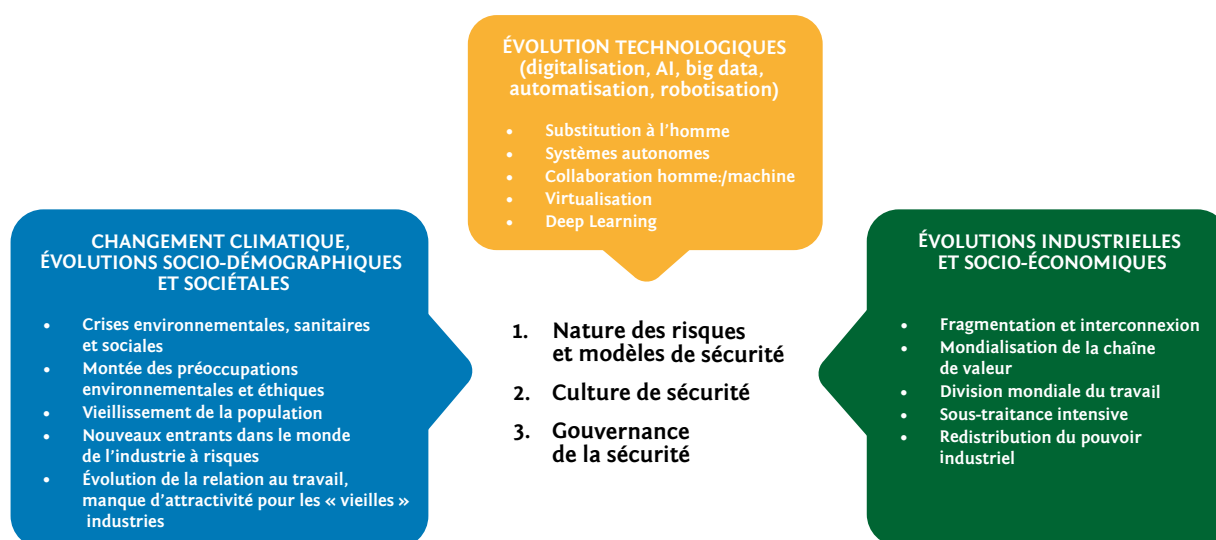 ÉVOLUTION TECHNOLOGIQUES
(digitalisation, AI, big data,
automatisation, robotisation)
• Substitution à l'homme
• Systèmes autonomes
• Collaboration homme:/machine
• Virtualisation
• Deep Learning
CHANGEMENT CLIMATIQUE,
ÉVOLUTIONS SOCIO-DÉMOGRAPHIQUES
ET SOCIÉTALES
• Crises environnementales, sanitaires
et sociales
• Montée des préoccupations
environnementales et éthiques
• Vieillissement de la population
• Nouveaux entrants dans le monde
de l'industrie à risques
• Évolution de la relation au travail,
manque d'attractivité pour les « vieilles »
industries
1. Nature des risques
et modèles de sécurité
2. Culture de sécurité
3. Gouvernance
de la sécurité
ÉVOLUTIONS INDUSTRIELLES
ET SOCIO-ÉCONOMIQUES
• Fragmentation et interconnexion
• Mondialisation de la chaîne
de valeur
• Division mondiale du travail
• Sous-traitance intensive
• Redistribution du pouvoir
industriel